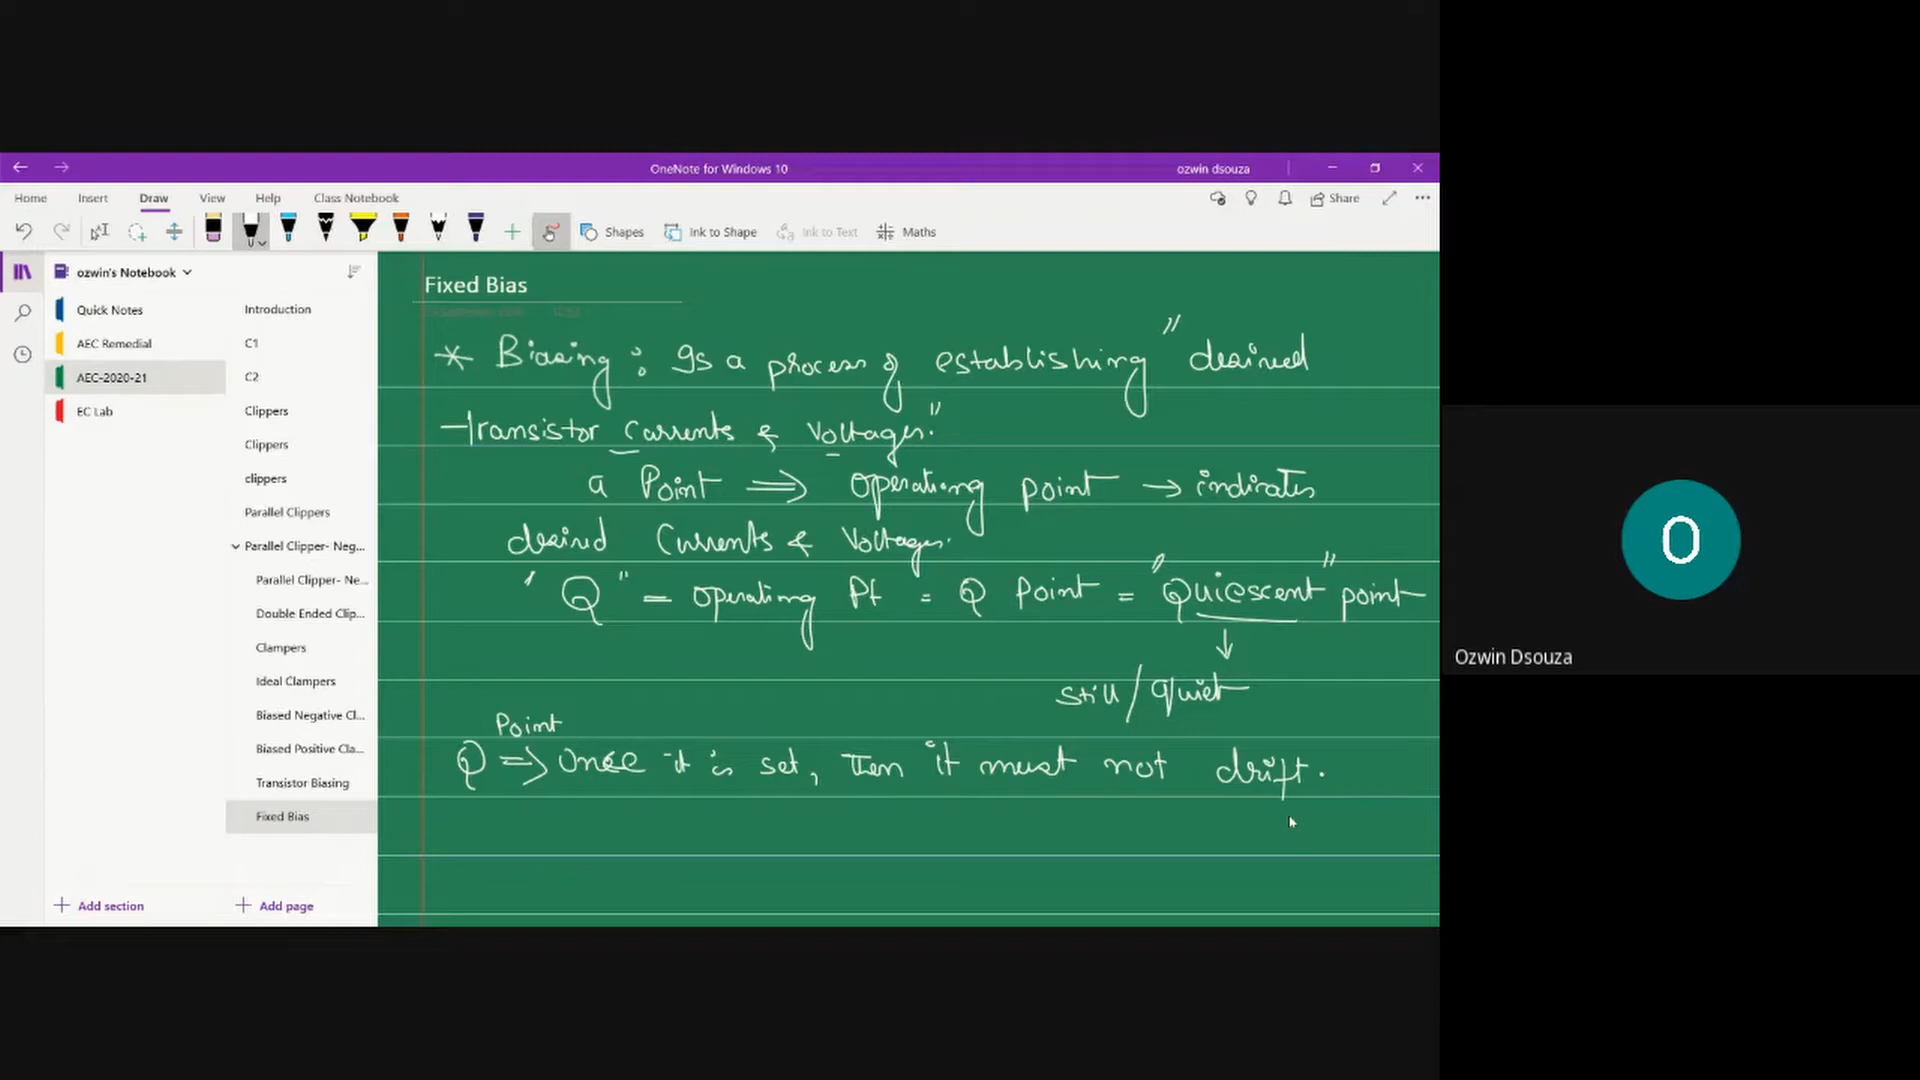 OneNote for Windows 10
ozwin dsouza
Home Insert Draw View Help Class Notebook
Share
Shapes Ink to Shape Ink to Text Maths
ozwin's Notebook
Quick Notes
AEC Remedial
AEC-2020-21
EC Lab
Add section
Introduction
C1
C2
Clippers
Clippers
clippers
Parallel Clippers
Parallel Clipper- Neg...
Parallel Clipper- Ne...
Double Ended Clip...
Clampers
Ideal Clampers
Biased Negative Cl...
Biased Positive Cla...
Transistor Biasing
Fixed Bias
Add page
Fixed Bias
* Biasing : Is a process of establishing "desired
Transistor Currents & Voltages."
a Point ⇒ operating point → indicates
desired Currents & Voltages.
"Q" - operating Pt = Q Point = "Quiescent" point
↓
still/quiet
Point
Q ⇒ Once it is set, then it must not drift.
O
Ozwin Dsouza